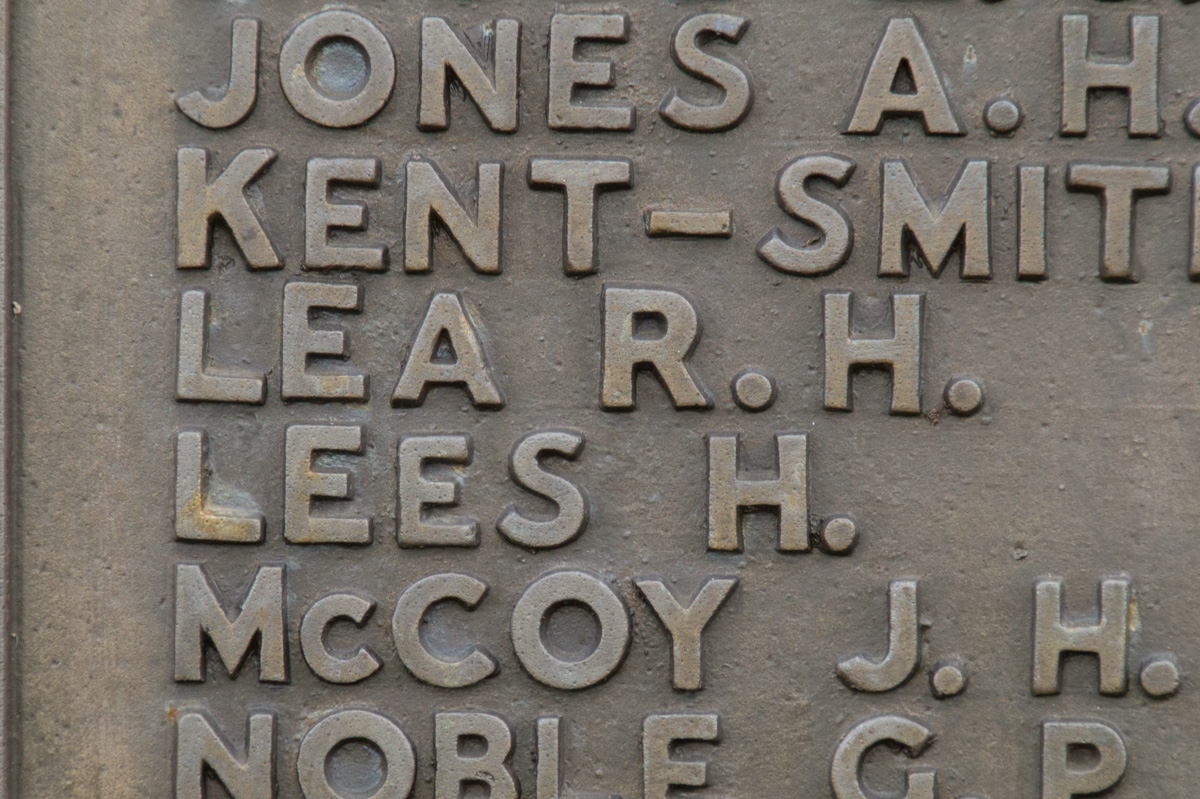 JONES A. H.
KENT-SMIT
LEA R. H.
LEES H.
McCOY J. H.
NOBLE G. P